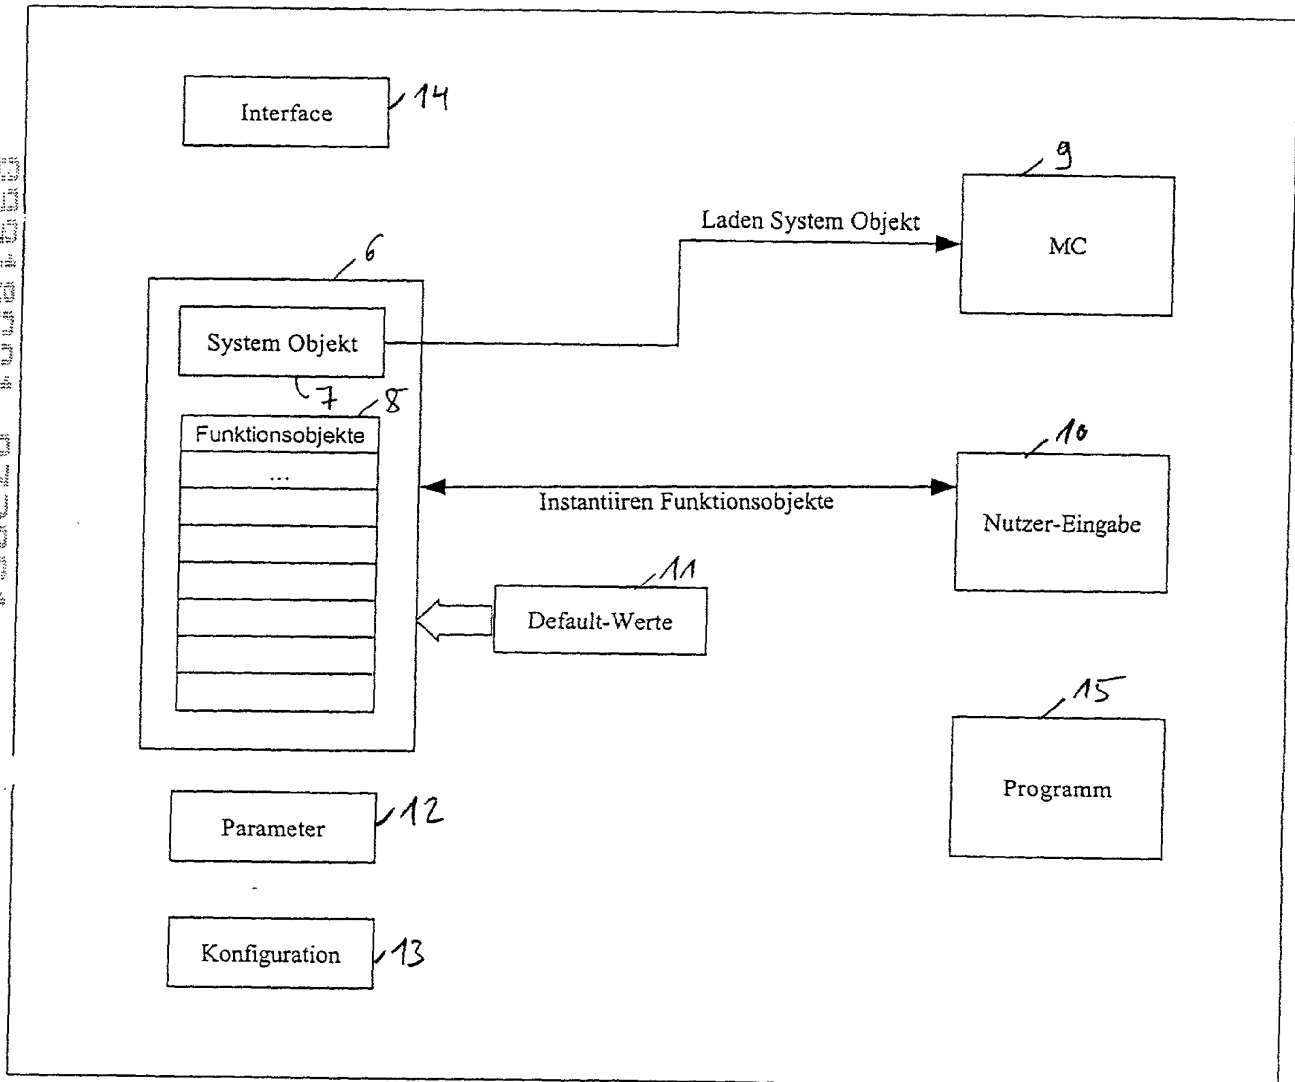 Interface
14
9
Laden System Objekt
MC
6
System Objekt
7
8
Funktionsobjekte
...
10
Instantiiren Funktionsobjekte
Nutzer-Eingabe
11
Default-Werte
15
Programm
Parameter
12
Konfiguration
13